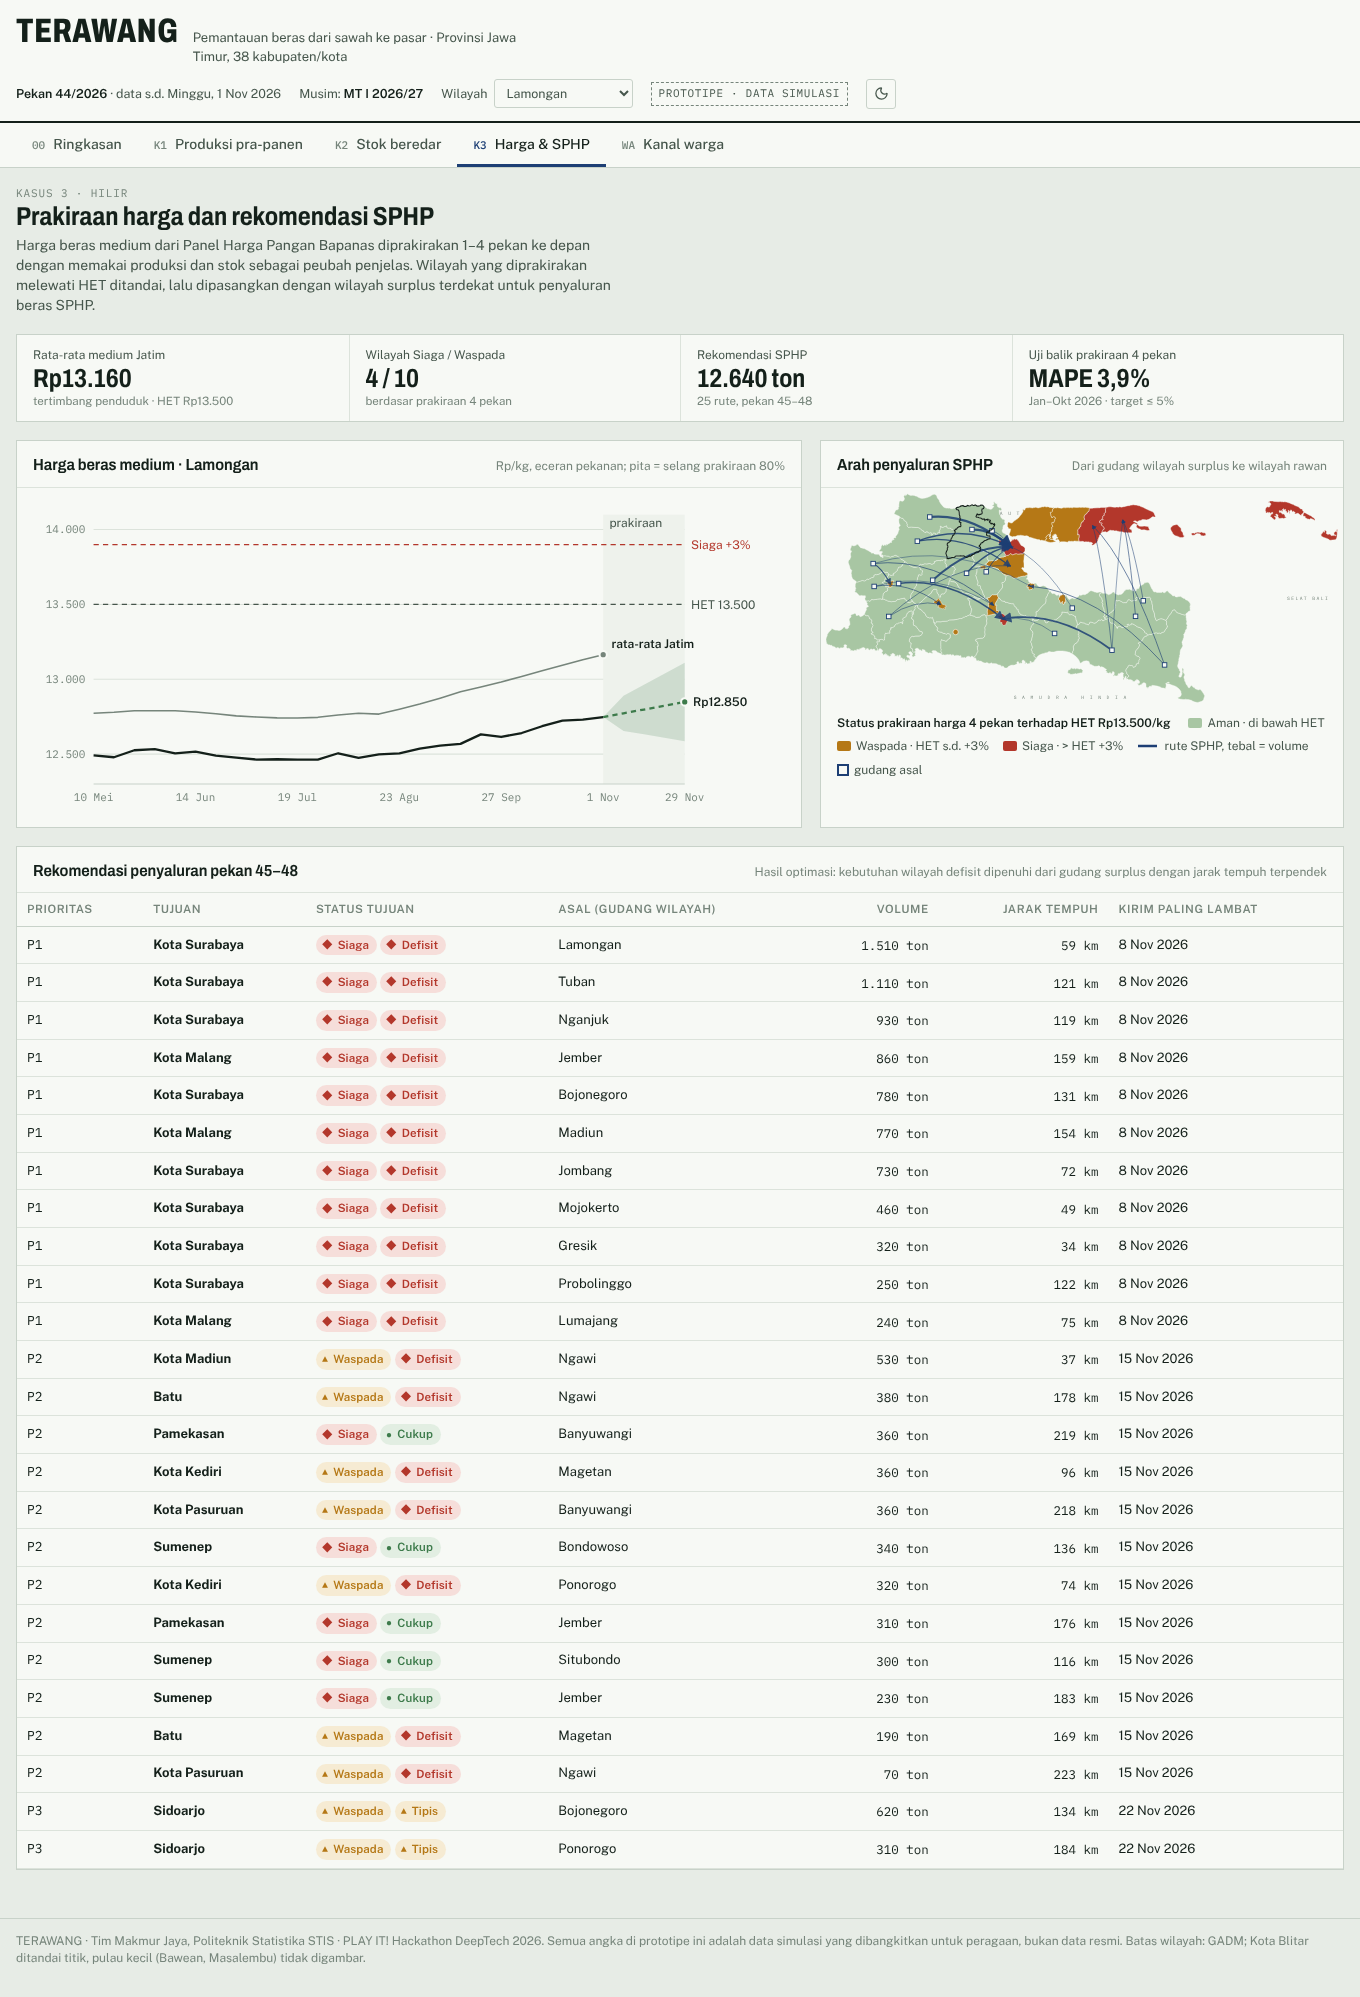 TERAWANG
Pemantauan beras dari sawah ke pasar · Provinsi Jawa
Timur, 38 kabupaten/kota
Pekan 44/2026 · data s.d. Minggu, 1 Nov 2026 Musim: MT I 2026/27 Wilayah Lamongan PROTOTIPE · DATA SIMULASI
00 Ringkasan K1 Produksi pra-panen K2 Stok beredar K3 Harga & SPHP WA Kanal warga
KASUS 3 · HILIR
Prakiraan harga dan rekomendasi SPHP
Harga beras medium dari Panel Harga Pangan Bapanas diprakirakan 1–4 pekan ke depan
dengan memakai produksi dan stok sebagai peubah penjelas. Wilayah yang diprakirakan
melewati HET ditandai, lalu dipasangkan dengan wilayah surplus terdekat untuk penyaluran
beras SPHP.
Rata-rata medium Jatim
Rp13.160
tertimbang penduduk · HET Rp13.500
Wilayah Siaga / Waspada
4 / 10
berdasar prakiraan 4 pekan
Rekomendasi SPHP
12.640 ton
25 rute, pekan 45–48
Uji balik prakiraan 4 pekan
MAPE 3,9%
Jan–Okt 2026 · target ≤ 5%
Harga beras medium · Lamongan
Rp/kg, eceran pekanan; pita = selang prakiraan 80%
prakiraan
14.000
Siaga +3%
13.500
HET 13.500
rata-rata Jatim
13.000
Rp12.850
12.500
10 Mei 14 Jun 19 Jul 23 Agu 27 Sep 1 Nov 29 Nov
Arah penyaluran SPHP
Dari gudang wilayah surplus ke wilayah rawan
SELAT BALI
SAMUDRA HINDIA
Status prakiraan harga 4 pekan terhadap HET Rp13.500/kg Aman · di bawah HET
Waspada · HET s.d. +3% Siaga · > HET +3% rute SPHP, tebal = volume
gudang asal
Rekomendasi penyaluran pekan 45–48
Hasil optimasi: kebutuhan wilayah defisit dipenuhi dari gudang surplus dengan jarak tempuh terpendek
PRIORITAS TUJUAN STATUS TUJUAN ASAL (GUDANG WILAYAH) VOLUME JARAK TEMPUH KIRIM PALING LAMBAT
P1 Kota Surabaya Siaga Defisit Lamongan 1.510 ton 59 km 8 Nov 2026
P1 Kota Surabaya Siaga Defisit Tuban 1.110 ton 121 km 8 Nov 2026
P1 Kota Surabaya Siaga Defisit Nganjuk 930 ton 119 km 8 Nov 2026
P1 Kota Malang Siaga Defisit Jember 860 ton 159 km 8 Nov 2026
P1 Kota Surabaya Siaga Defisit Bojonegoro 780 ton 131 km 8 Nov 2026
P1 Kota Malang Siaga Defisit Madiun 770 ton 154 km 8 Nov 2026
P1 Kota Surabaya Siaga Defisit Jombang 730 ton 72 km 8 Nov 2026
P1 Kota Surabaya Siaga Defisit Mojokerto 460 ton 49 km 8 Nov 2026
P1 Kota Surabaya Siaga Defisit Gresik 320 ton 34 km 8 Nov 2026
P1 Kota Surabaya Siaga Defisit Probolinggo 250 ton 122 km 8 Nov 2026
P1 Kota Malang Siaga Defisit Lumajang 240 ton 75 km 8 Nov 2026
P2 Kota Madiun Waspada Defisit Ngawi 530 ton 37 km 15 Nov 2026
P2 Batu Waspada Defisit Ngawi 380 ton 178 km 15 Nov 2026
P2 Pamekasan Siaga Cukup Banyuwangi 360 ton 219 km 15 Nov 2026
P2 Kota Kediri Waspada Defisit Magetan 360 ton 96 km 15 Nov 2026
P2 Kota Pasuruan Waspada Defisit Banyuwangi 360 ton 218 km 15 Nov 2026
P2 Sumenep Siaga Cukup Bondowoso 340 ton 136 km 15 Nov 2026
P2 Kota Kediri Waspada Defisit Ponorogo 320 ton 74 km 15 Nov 2026
P2 Pamekasan Siaga Cukup Jember 310 ton 176 km 15 Nov 2026
P2 Sumenep Siaga Cukup Situbondo 300 ton 116 km 15 Nov 2026
P2 Sumenep Siaga Cukup Jember 230 ton 183 km 15 Nov 2026
P2 Batu Waspada Defisit Magetan 190 ton 169 km 15 Nov 2026
P2 Kota Pasuruan Waspada Defisit Ngawi 70 ton 223 km 15 Nov 2026
P3 Sidoarjo Waspada Tipis Bojonegoro 620 ton 134 km 22 Nov 2026
P3 Sidoarjo Waspada Tipis Ponorogo 310 ton 184 km 22 Nov 2026
TERAWANG · Tim Makmur Jaya, Politeknik Statistika STIS · PLAY IT! Hackathon DeepTech 2026. Semua angka di prototipe ini adalah data simulasi yang dibangkitkan untuk peragaan, bukan data resmi. Batas wilayah: GADM; Kota Blitar
ditandai titik, pulau kecil (Bawean, Masalembu) tidak digambar.